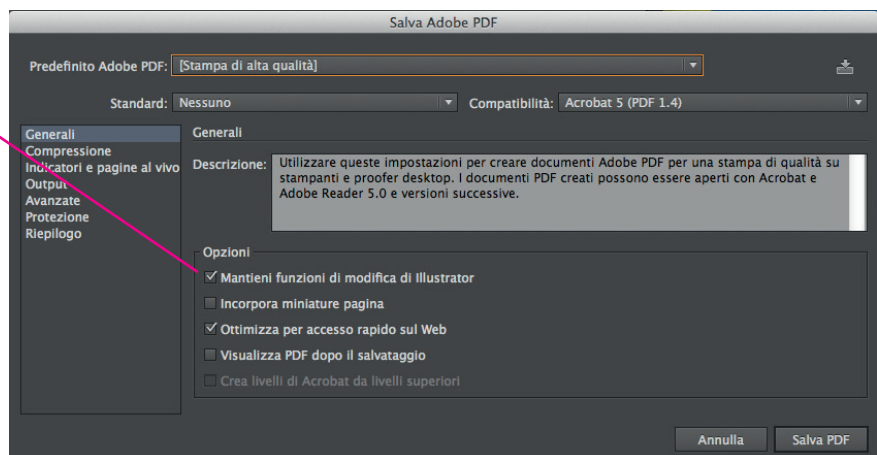 Salva Adobe PDF
Predefinito Adobe PDF: [Stampa di alta qualità]
Standard: Nessuno Compatibilità: Acrobat 5 (PDF 1.4)
Generali
Compressione
Indicatori e pagine al vivo
Output
Avanzate
Protezione
Riepilogo
Generali
Descrizione: Utilizzare queste impostazioni per creare documenti Adobe PDF per una stampa di qualità su
stampanti e proofer desktop. I documenti PDF creati possono essere aperti con Acrobat e
Adobe Reader 5.0 e versioni successive.
Opzioni
Mantieni funzioni di modifica di Illustrator
Incorpora miniature pagina
Ottimizza per accesso rapido sul Web
Visualizza PDF dopo il salvataggio
Crea livelli di Acrobat da livelli superiori
Annulla Salva PDF